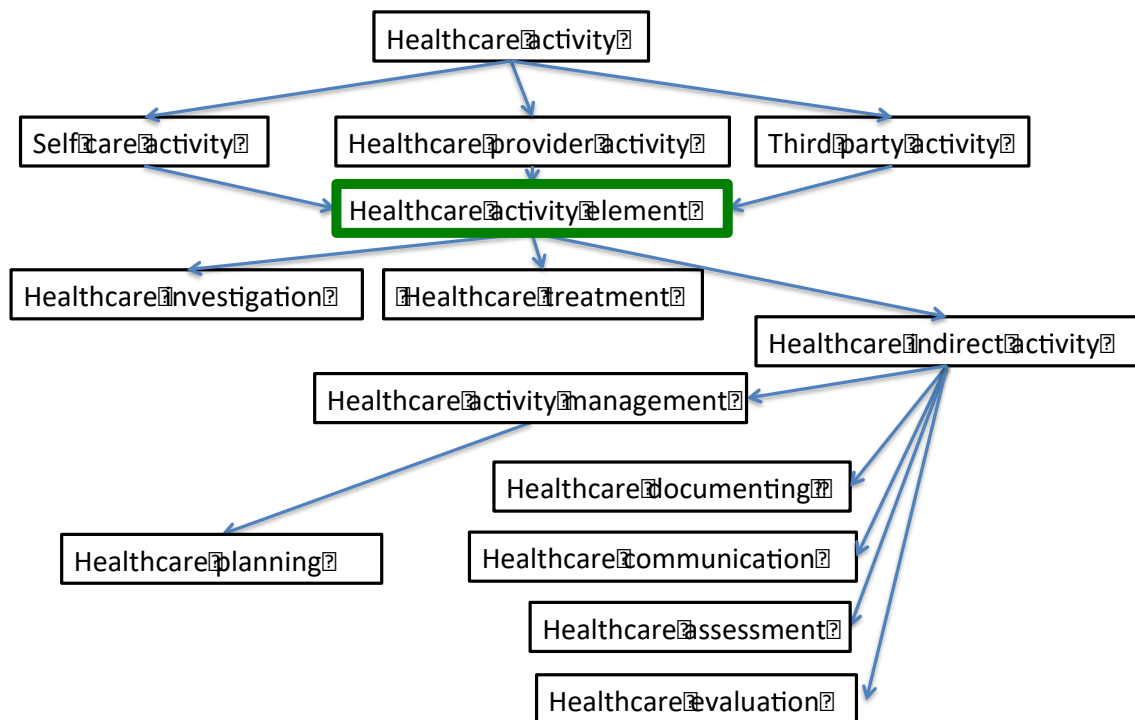 Healthcare activity
Self care activity
Healthcare provider activity
Third party activity
Healthcare activity element
Healthcare investigation
Healthcare treatment
Healthcare indirect activity
Healthcare activity management
Healthcare documenting
Healthcare planning
Healthcare communication
Healthcare assessment
Healthcare evaluation